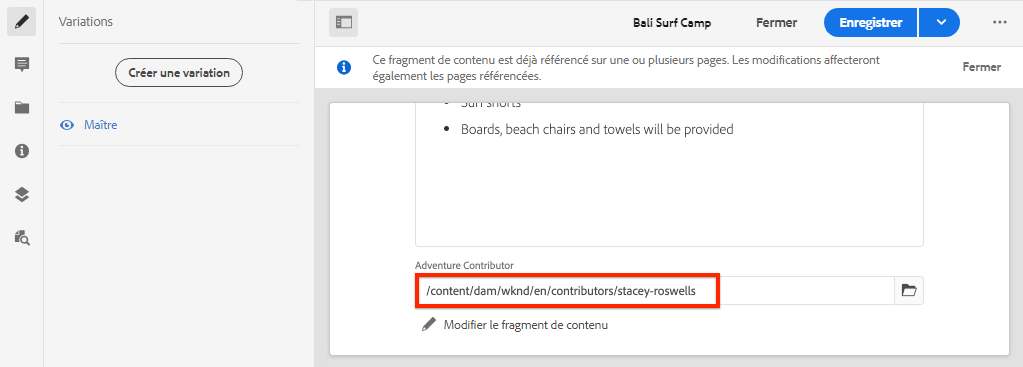 Variations
Créer une variation
Maître
Bali Surf Camp
Fermer
Enregistrer
Ce fragment de contenu est déjà référencé sur une ou plusieurs pages. Les modifications affecteront
également les pages référencées.
Fermer
Surf shorts
Boards, beach chairs and towels will be provided
Adventure Contributor
/content/dam/wknd/en/contributors/stacey-roswells
Modifier le fragment de contenu